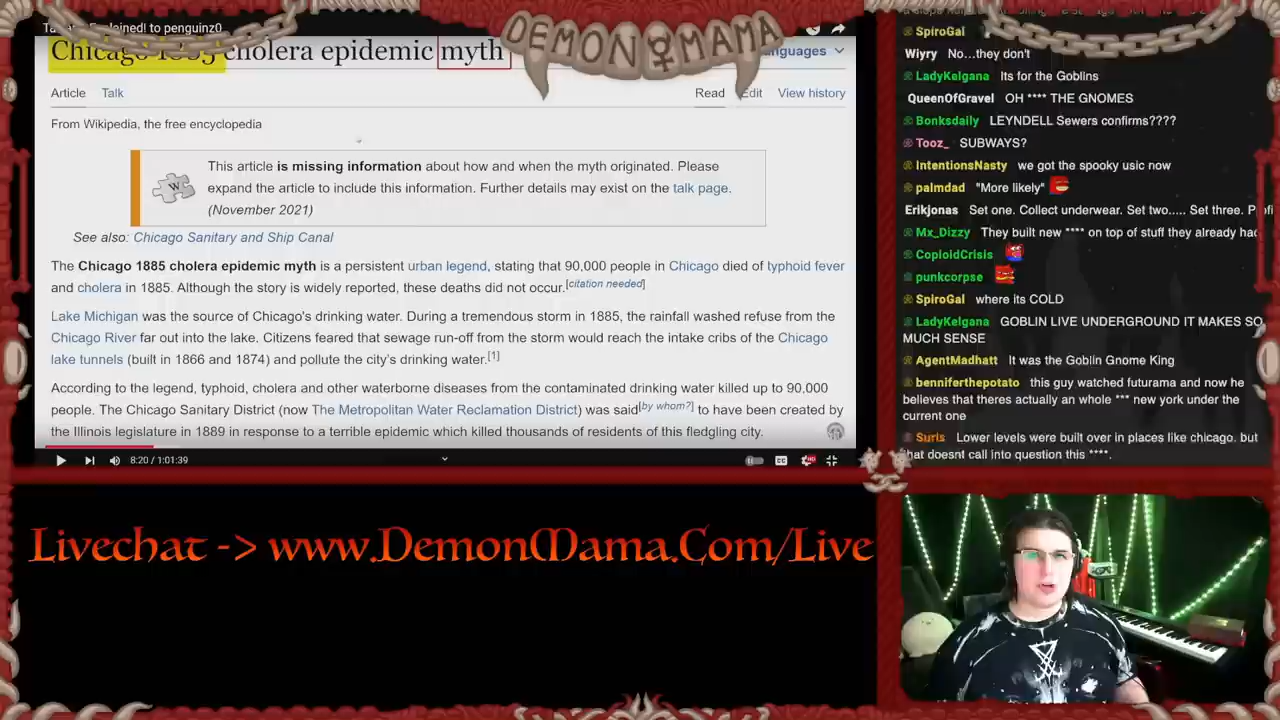 to penguinz0
Chicago 1885 cholera epidemic myth
Article Talk Read Edit View history
From Wikipedia, the free encyclopedia
This article is missing information about how and when the myth originated. Please
expand the article to include this information. Further details may exist on the talk page.
(November 2021)
See also: Chicago Sanitary and Ship Canal
The Chicago 1885 cholera epidemic myth is a persistent urban legend, stating that 90,000 people in Chicago died of typhoid fever
and cholera in 1885. Although the story is widely reported, these deaths did not occur.[citation needed]
Lake Michigan was the source of Chicago's drinking water. During a tremendous storm in 1885, the rainfall washed refuse from the
Chicago River far out into the lake. Citizens feared that sewage run-off from the storm would reach the intake cribs of the Chicago
lake tunnels (built in 1866 and 1874) and pollute the city's drinking water.[1]
According to the legend, typhoid, cholera and other waterborne diseases from the contaminated drinking water killed up to 90,000
people. The Chicago Sanitary District (now The Metropolitan Water Reclamation District) was said[by whom?] to have been created by
the Illinois legislature in 1889 in response to a terrible epidemic which killed thousands of residents of this fledgling city.
8:20 / 1:01:39
CC
DEMON MAMA
Livechat -> www.DemonMama.Com/Live
SpiroGal
Wiyry No...they don't
LadyKelgana Its for the Goblins
QueenOfGravel OH **** THE GNOMES
Bonksdaily LEYNDELL Sewers confirms????
Tooz_ SUBWAYS?
IntentionsNasty we got the spooky usic now
palmdad "More likely"
Erikjonas Set one. Collect underwear. Set two..... Set three.
Mx_Dizzy They built new **** on top of stuff they already had
CoploidCrisis
punkcorpse
SpiroGal where its COLD
LadyKelgana GOBLIN LIVE UNDERGROUND IT MAKES SO
MUCH SENSE
AgentMadhatt It was the Goblin Gnome King
benniferthepotato this guy watched futurama and now he
believes that theres actually an whole *** new york under the
current one
Suris Lower levels were built over in places like chicago. but
that doesnt call into question this ****.